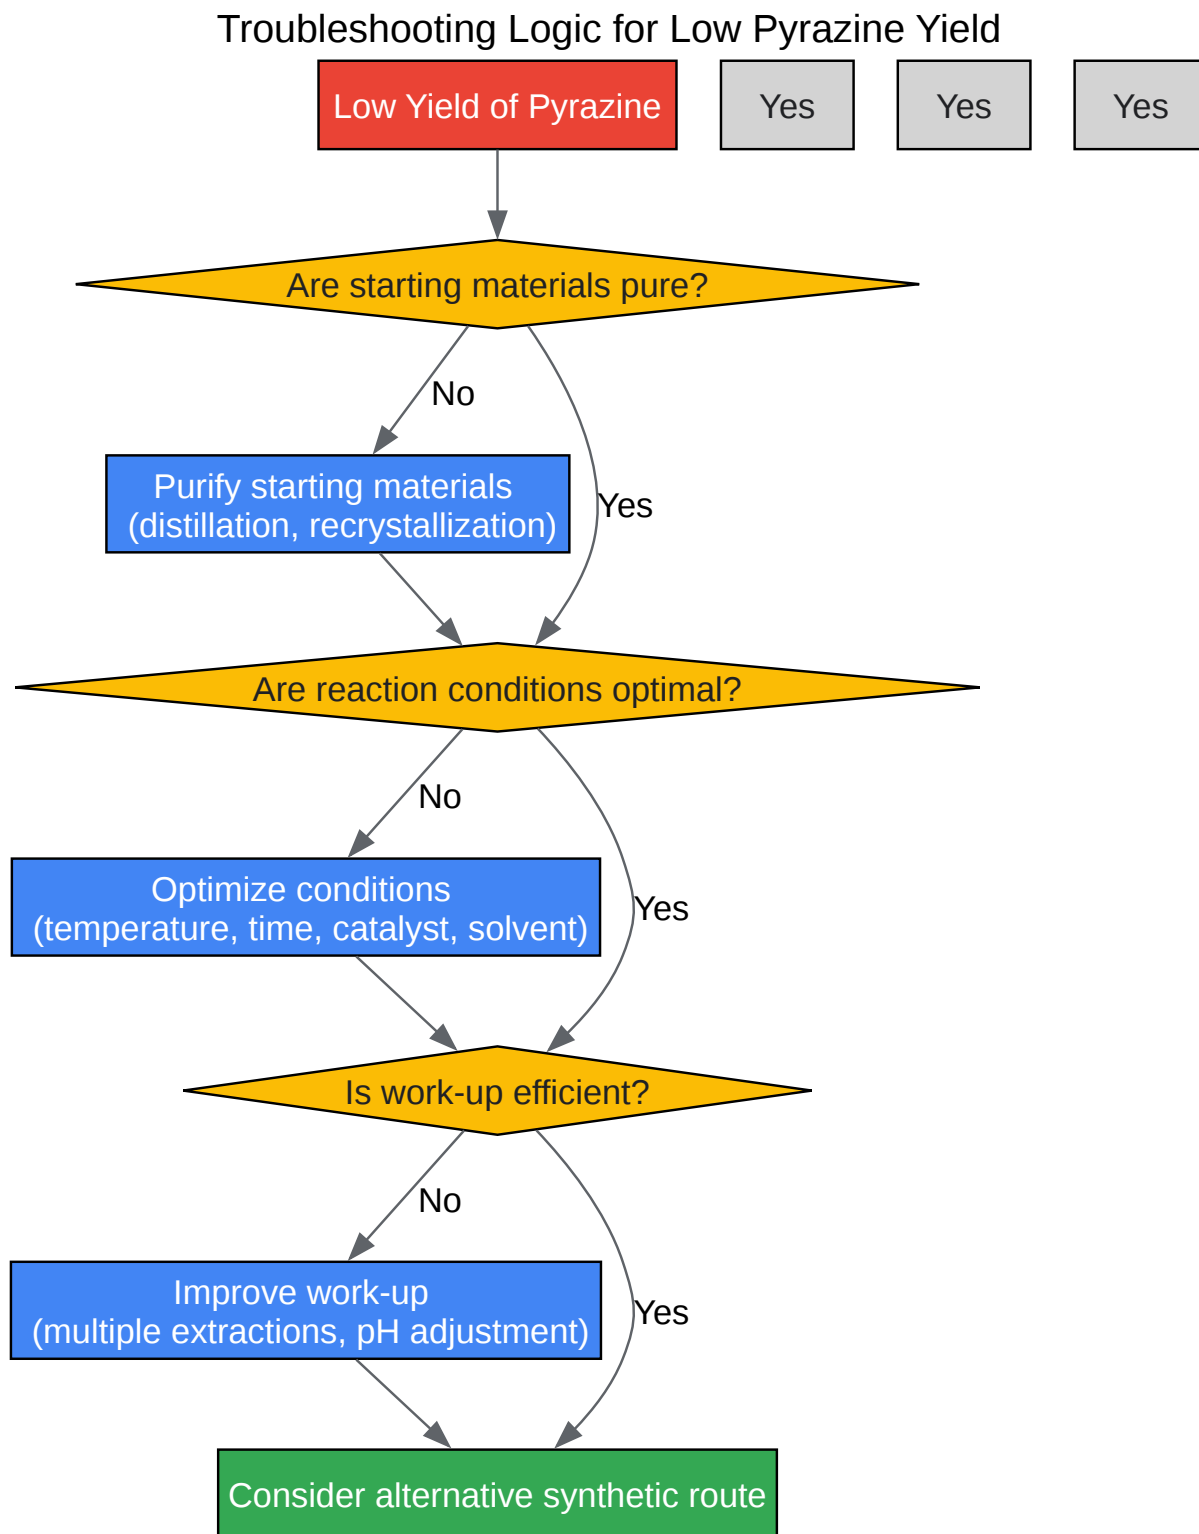 Troubleshooting Logic for Low Pyrazine Yield
Low Yield of Pyrazine
Yes
Yes
Yes
Are starting materials pure?
No
Purify starting materials
(distillation, recrystallization)
Yes
Are reaction conditions optimal?
No
Optimize conditions
(temperature, time, catalyst, solvent)
Yes
Is work-up efficient?
No
Improve work-up
(multiple extractions, pH adjustment)
Yes
Consider alternative synthetic route